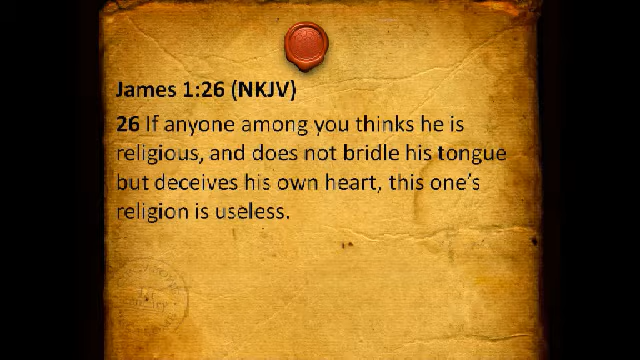 James 1:26 (NKJV)
26 If anyone among you thinks he is
religious, and does not bridle his tongue
but deceives his own heart, this one’s
religion is useless.